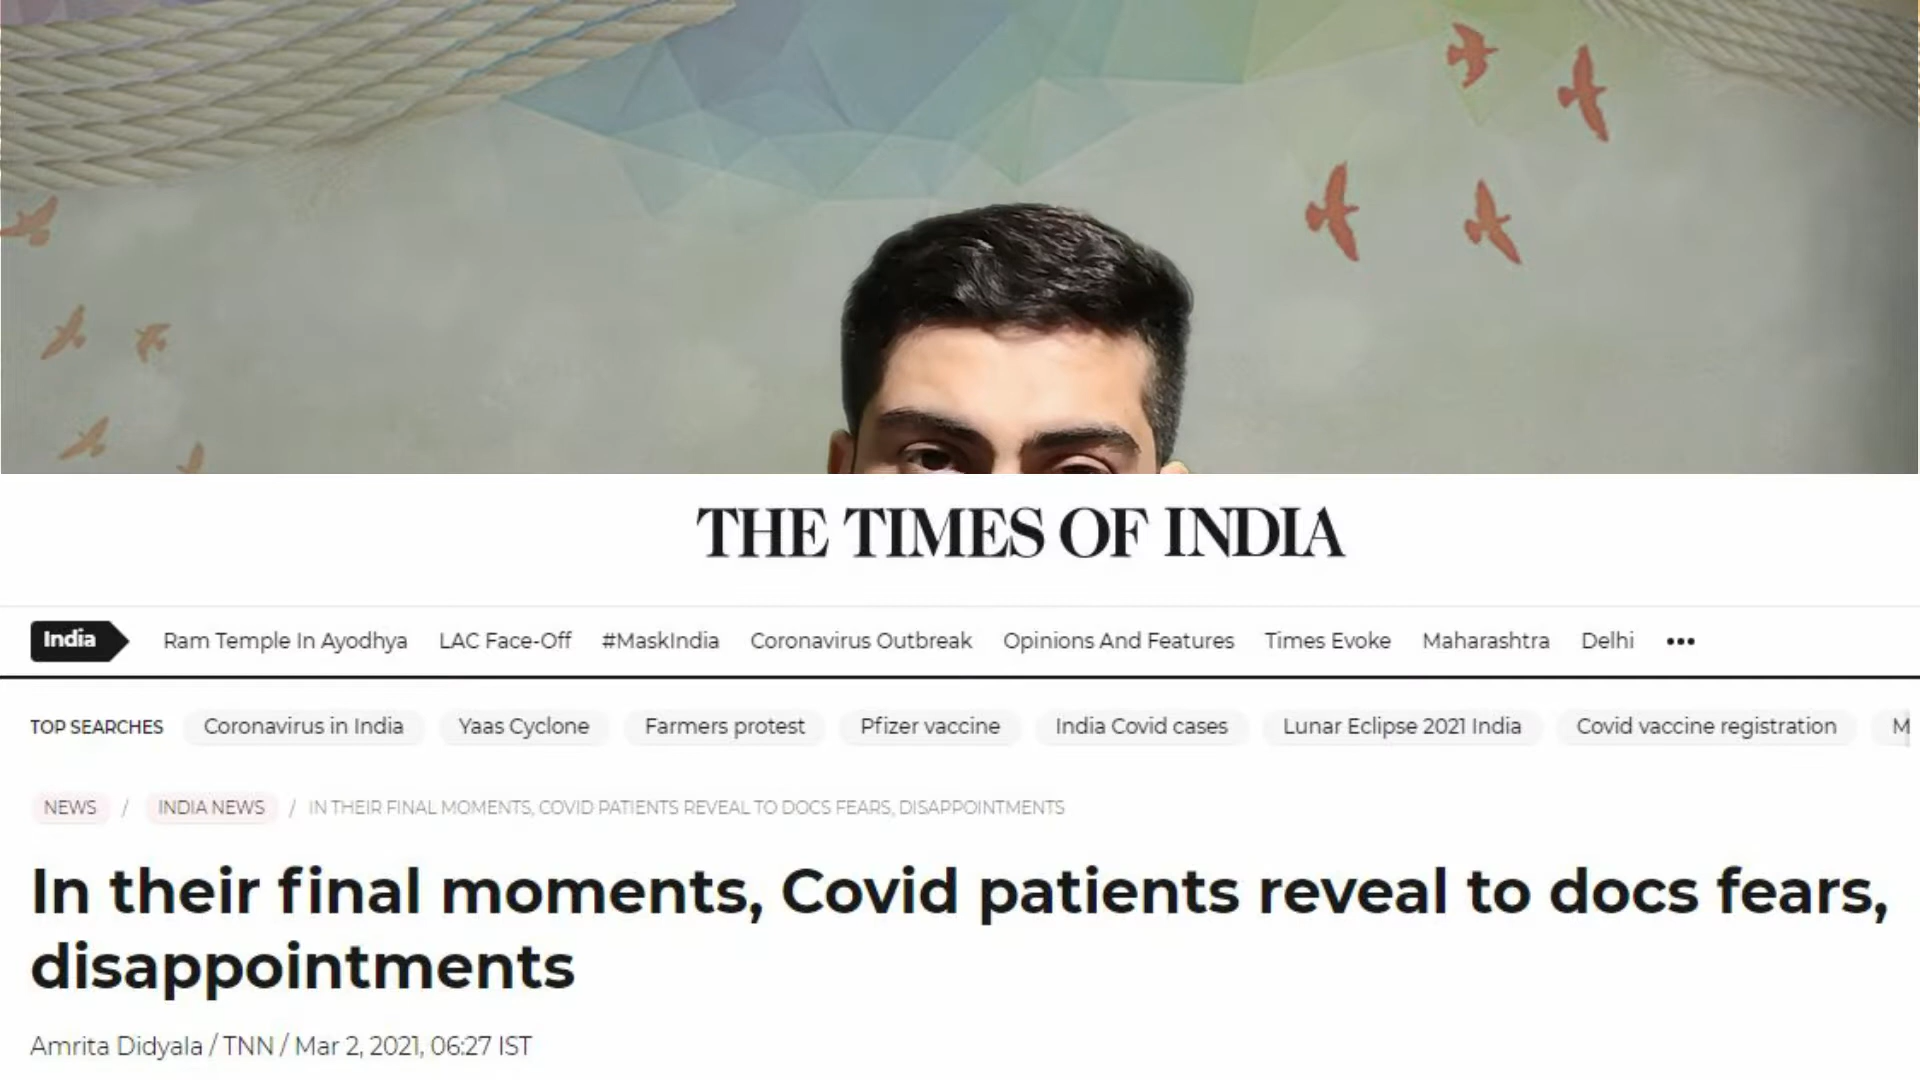 THE TIMES OF INDIA
India Ram Temple In Ayodhya LAC Face-Off #MaskIndia Coronavirus Outbreak Opinions And Features Times Evoke Maharashtra Delhi •••
TOP SEARCHES Coronavirus in India Yaas Cyclone Farmers protest Pfizer vaccine India Covid cases Lunar Eclipse 2021 India Covid vaccine registration
NEWS / INDIA NEWS / IN THEIR FINAL MOMENTS, COVID PATIENTS REVEAL TO DOCS FEARS, DISAPPOINTMENTS
In their final moments, Covid patients reveal to docs fears,
disappointments
Amrita Didyala / TNN / Mar 2, 2021, 06:27 IST